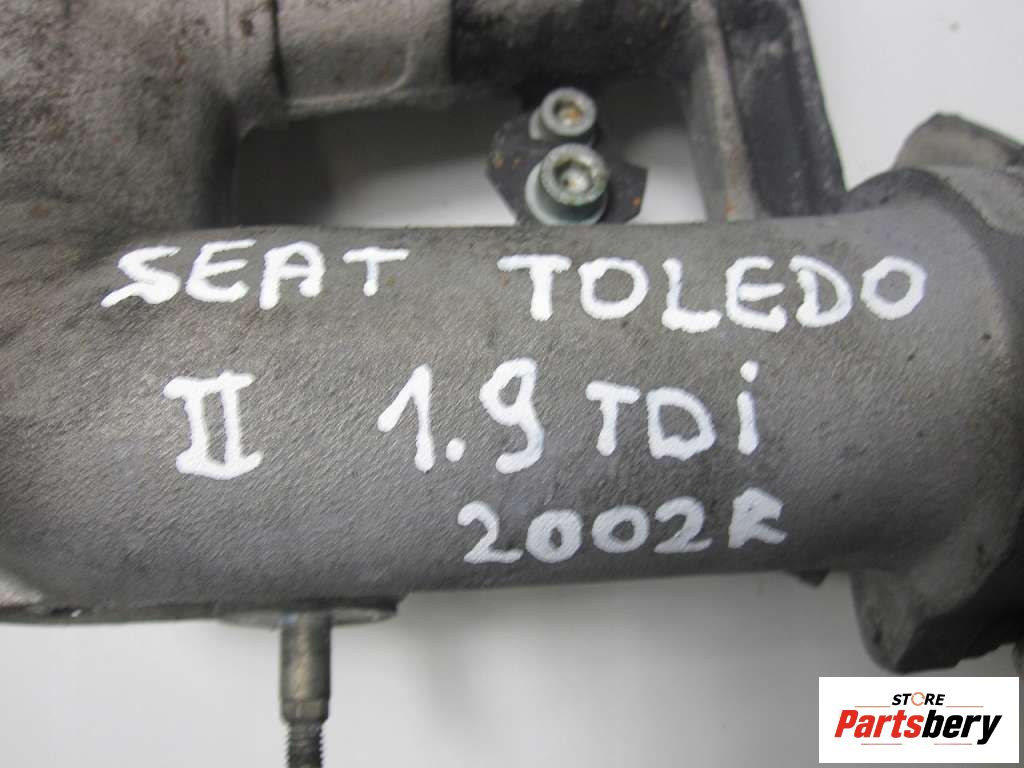 SEAT TOLEDO
II 1.9 TDi
2002R
STORE
Partsbery